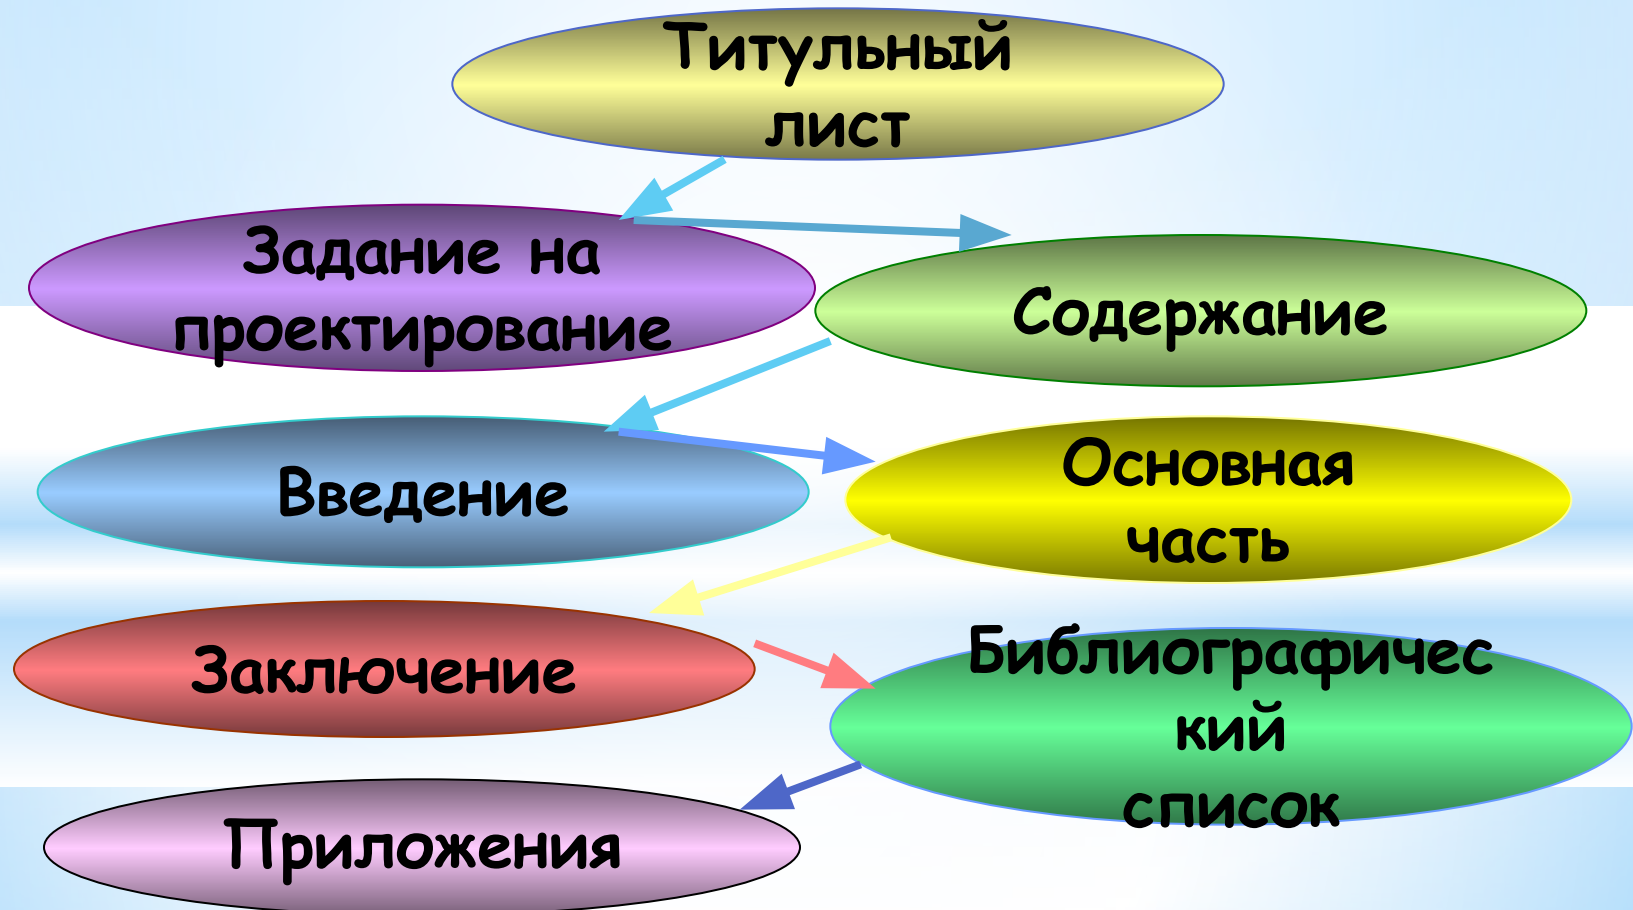 Титульный
лист
Задание на
проектирование
Содержание
Введение
Основная
часть
Заключение
Библиографичес
кий
список
Приложения